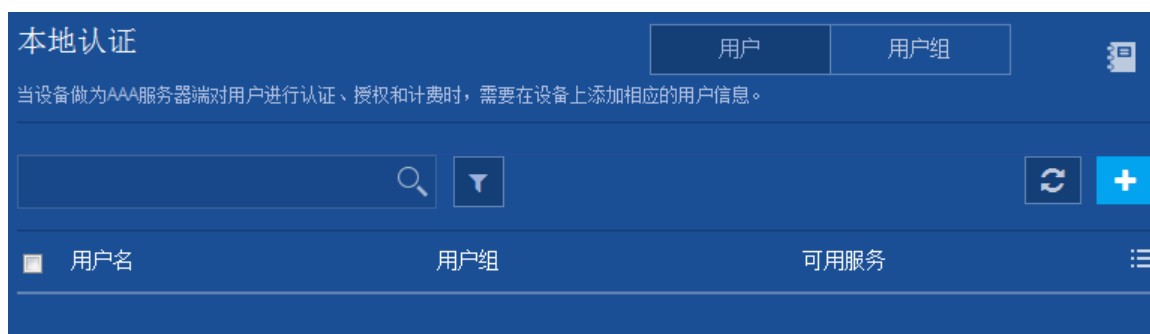 本地认证
用户 用户组
当设备做为AAA服务器端对用户进行认证、授权和计费时，需要在设备上添加相应的用户信息。
用户名 用户组 可用服务